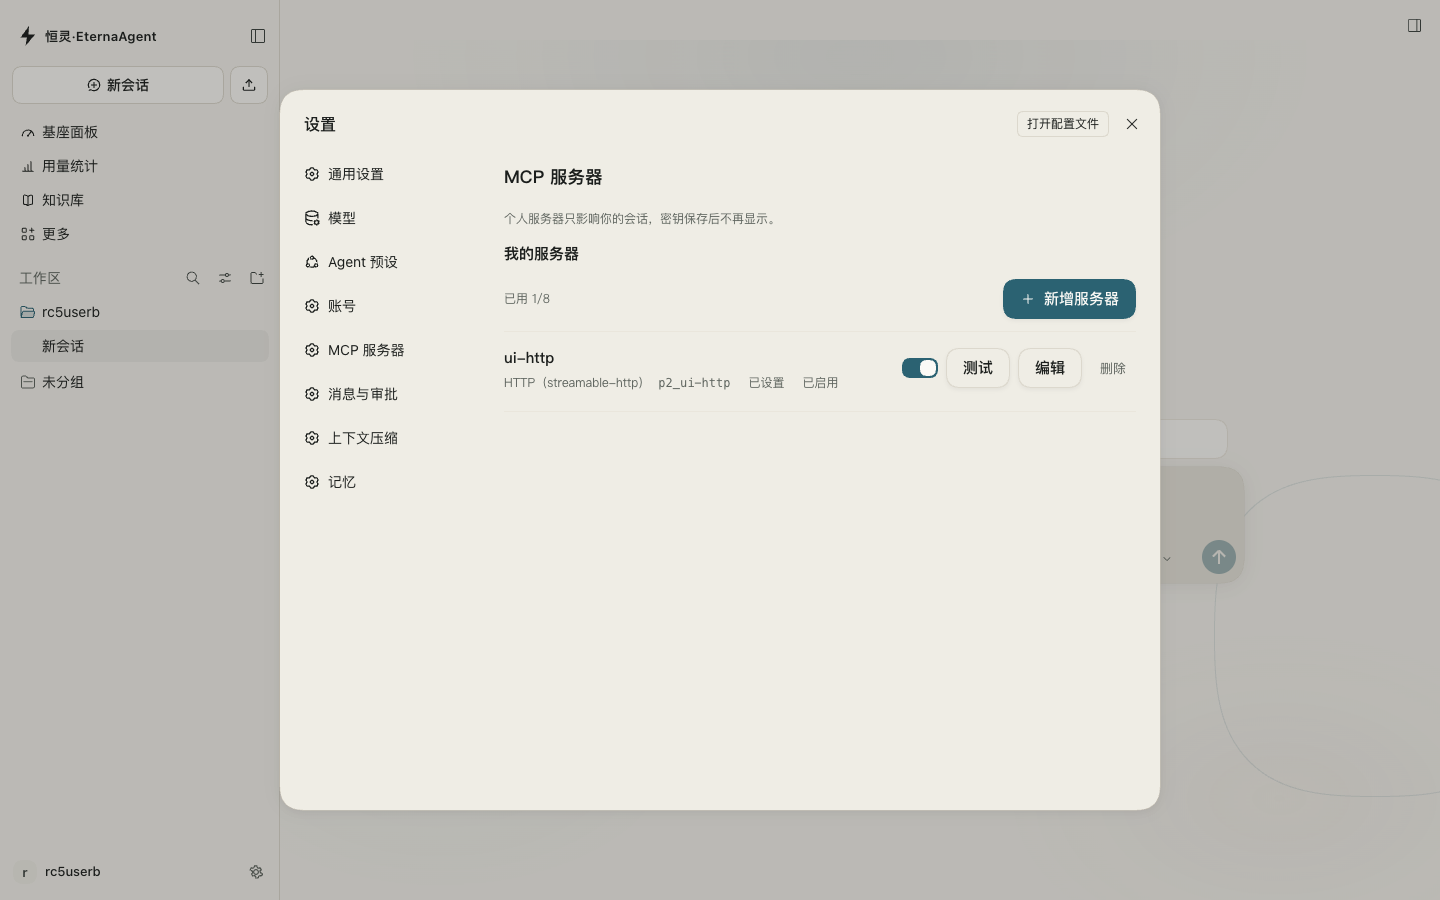 恒灵·EternaAgent
新会话
基座面板
用量统计
知识库
更多
工作区
rc5userb
新会话
未分组
r rc5userb
设置
打开配置文件
通用设置
模型
Agent 预设
账号
MCP 服务器
消息与审批
上下文压缩
记忆
MCP 服务器
个人服务器只影响你的会话，密钥保存后不再显示。
我的服务器
已用 1/8
新增服务器
ui-http
HTTP（streamable-http） p2_ui-http 已设置 已启用
测试
编辑
删除